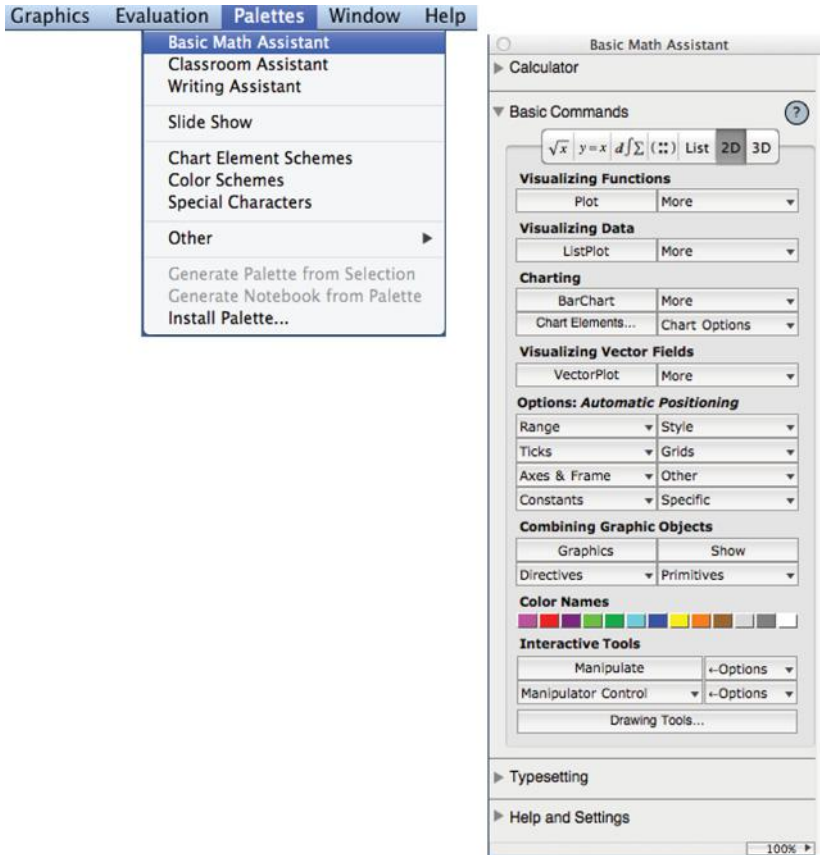 Graphics Evaluation Palettes Window Help
Basic Math Assistant
Classroom Assistant
Writing Assistant
Slide Show
Chart Element Schemes
Color Schemes
Special Characters
Other
Generate Palette from Selection
Generate Notebook from Palette
Install Palette...
Basic Math Assistant
Calculator
Basic Commands ?
√x y=x d∫Σ (::) List 2D 3D
Visualizing Functions
Plot More
Visualizing Data
ListPlot More
Charting
BarChart More
Chart Elements... Chart Options
Visualizing Vector Fields
VectorPlot More
Options: Automatic Positioning
Range Style
Ticks Grids
Axes & Frame Other
Constants Specific
Combining Graphic Objects
Graphics Show
Directives Primitives
Color Names
Interactive Tools
Manipulate ←Options
Manipulator Control ←Options
Drawing Tools...
Typesetting
Help and Settings
100%